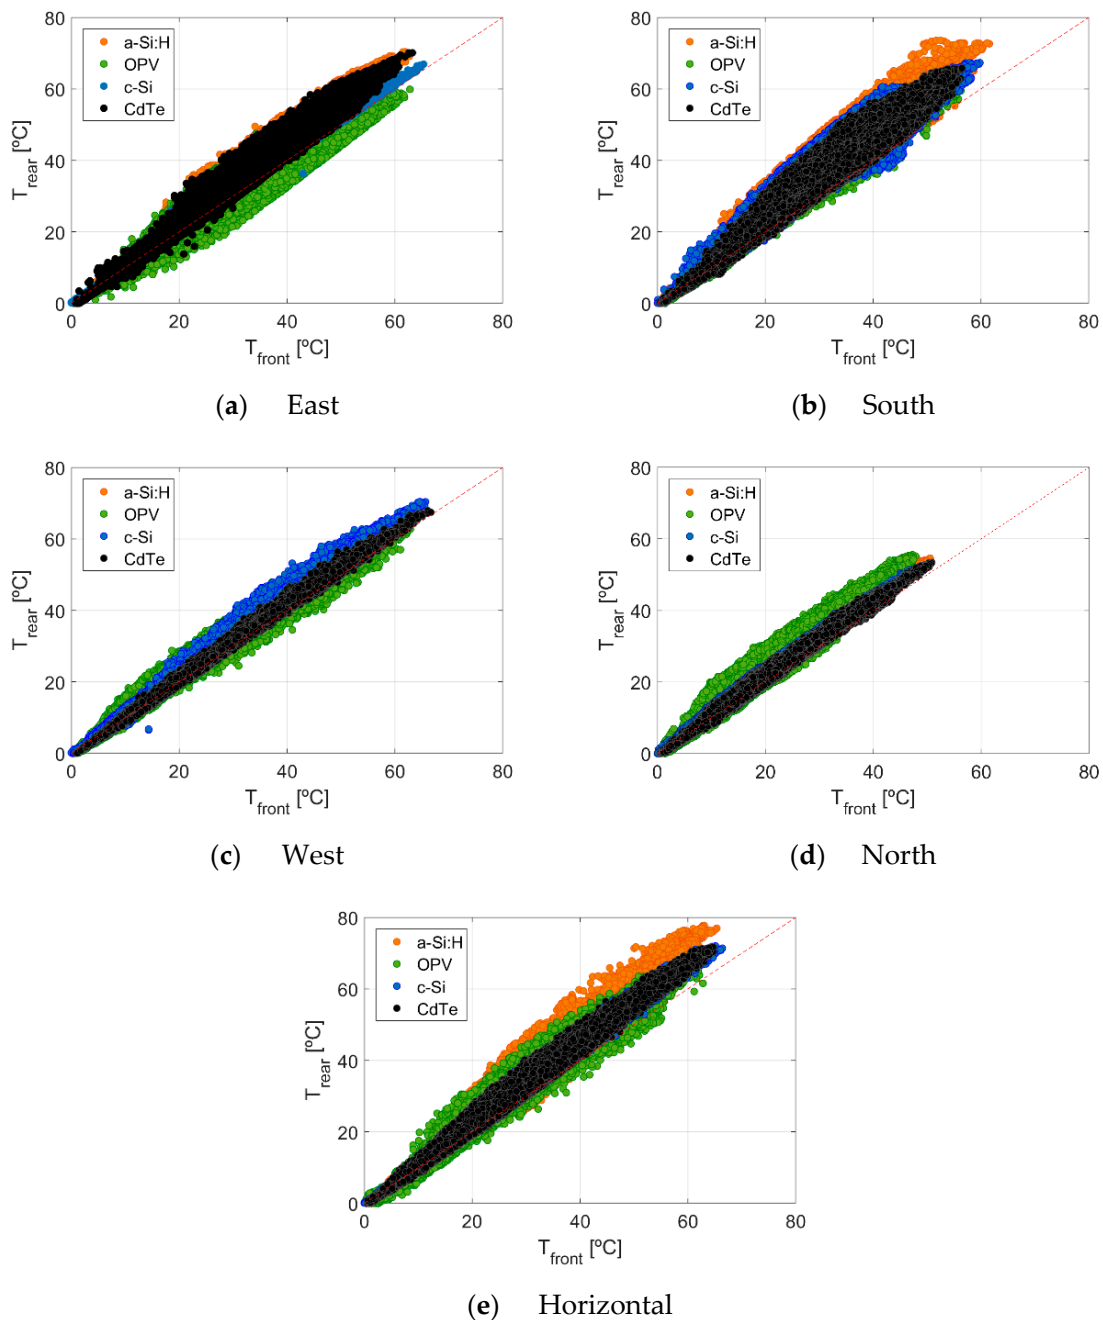 80
60
40
20
0
T_rear [ºC]
a-Si:H
OPV
c-Si
CdTe
0 20 40 60 80
T_front [ºC]
(a) East
80
60
40
20
0
T_rear [ºC]
a-Si:H
OPV
c-Si
CdTe
0 20 40 60 80
T_front [ºC]
(b) South
80
60
40
20
0
T_rear [ºC]
a-Si:H
OPV
c-Si
CdTe
0 20 40 60 80
T_front [ºC]
(c) West
80
60
40
20
0
T_rear [ºC]
a-Si:H
OPV
c-Si
CdTe
0 20 40 60 80
T_front [ºC]
(d) North
80
60
40
20
0
T_rear [ºC]
a-Si:H
OPV
c-Si
CdTe
0 20 40 60 80
T_front [ºC]
(e) Horizontal